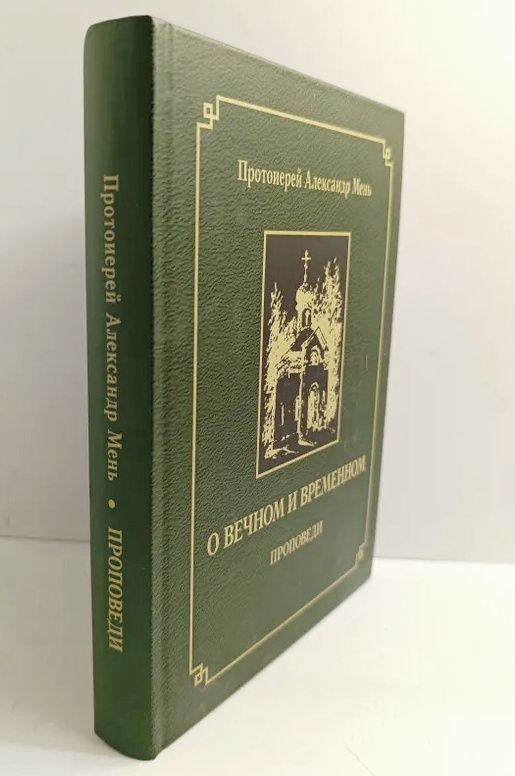 Протоиерей Александр Мень • ПРОПОВЕДИ
Протоиерей Александр Мень
О ВЕЧНОМ И ВРЕМЕННОМ
ПРОПОВЕДИ